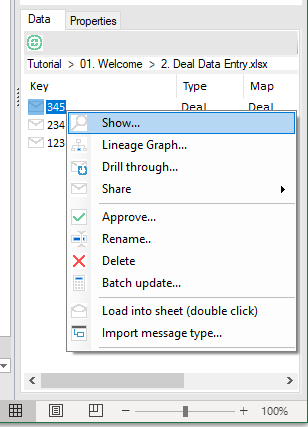 Data Properties
Tutorial > 01. Welcome > 2. Deal Data Entry.xlsx
Key Type Map
345 Deal Deal
234
123
Show...
Lineage Graph...
Drill through...
Share
Approve...
Rename..
Delete
Batch update...
Load into sheet (double click)
Import message type...
100%